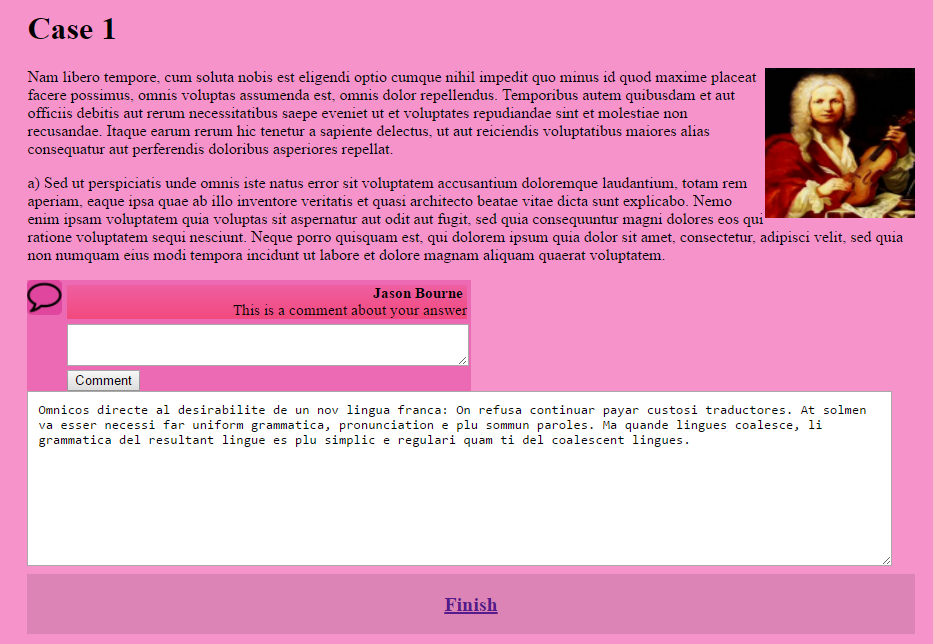 Case 1
Nam libero tempore, cum soluta nobis est eligendi optio cumque nihil impedit quo minus id quod maxime placeat
facere possimus, omnis voluptas assumenda est, omnis dolor repellendus. Temporibus autem quibusdam et aut
officiis debitis aut rerum necessitatibus saepe eveniet ut et voluptates repudiandae sint et molestiae non
recusandae. Itaque earum rerum hic tenetur a sapiente delectus, ut aut reiciendis voluptatibus maiores alias
consequatur aut perferendis doloribus asperiores repellat.
a) Sed ut perspiciatis unde omnis iste natus error sit voluptatem accusantium doloremque laudantium, totam rem
aperiam, eaque ipsa quae ab illo inventore veritatis et quasi architecto beatae vitae dicta sunt explicabo. Nemo
enim ipsam voluptatem quia voluptas sit aspernatur aut odit aut fugit, sed quia consequuntur magni dolores eos qui
ratione voluptatem sequi nesciunt. Neque porro quisquam est, qui dolorem ipsum quia dolor sit amet, consectetur, adipisci velit, sed quia
non numquam eius modi tempora incidunt ut labore et dolore magnam aliquam quaerat voluptatem.
Jason Bourne
This is a comment about your answer
Comment
Omnicos directe al desirabilite de un nov lingua franca: On refusa continuar payar custosi traductores. At solmen
va esser necessi far uniform grammatica, pronunciation e plu sommun paroles. Ma quande lingues coalesce, li
grammatica del resultant lingue es plu simplic e regulari quam ti del coalescent lingues.
Finish